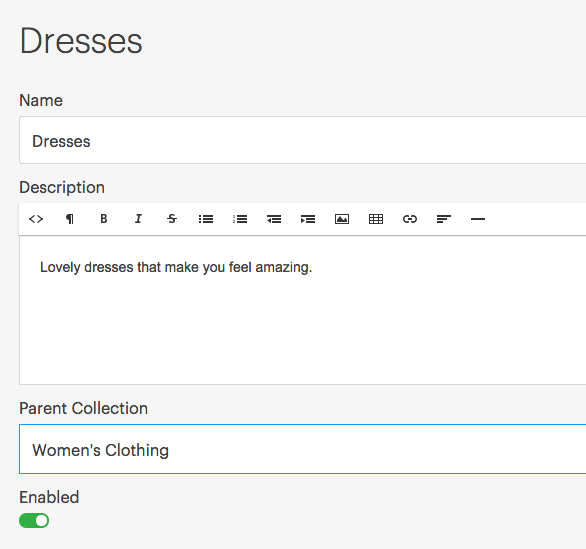 Dresses
Name
Dresses
Description
<> ¶ B I S
Lovely dresses that make you feel amazing.
Parent Collection
Women's Clothing
Enabled